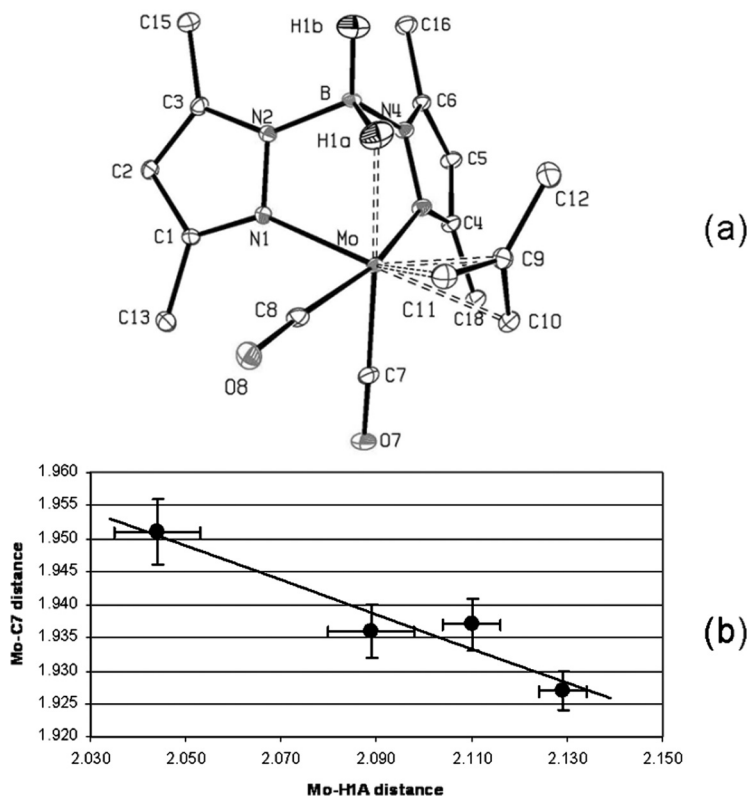 C15
H1b
C16
C3
N2
B
N4
C6
H1a
C2
C5
C12
C1
N1
Mo
C4
C9
(a)
C13
C8
C11
C18
C10
O8
C7
O7
1.960
1.955
1.950
1.945
1.940
1.935
1.930
1.925
1.920
Mo-C7 distance
(b)
2.030 2.050 2.070 2.090 2.110 2.130 2.150
Mo-H1A distance